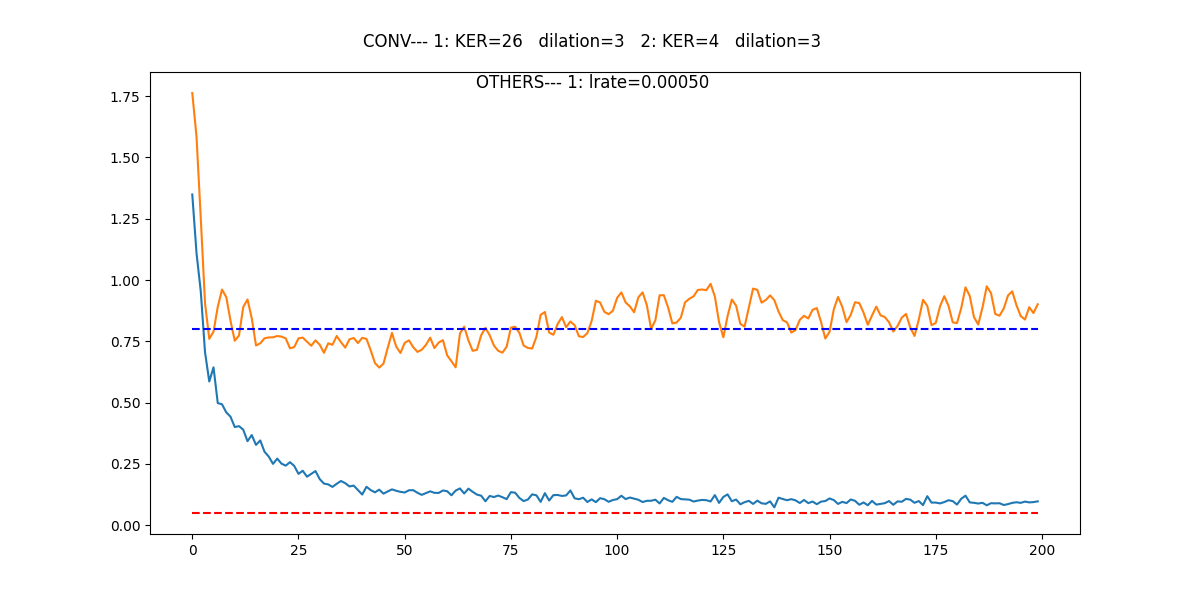 CONV--- 1: KER=26   dilation=3   2: KER=4   dilation=3
OTHERS--- 1: lrate=0.00050
1.75
1.50
1.25
1.00
0.75
0.50
0.25
0.00
0 25 50 75 100 125 150 175 200